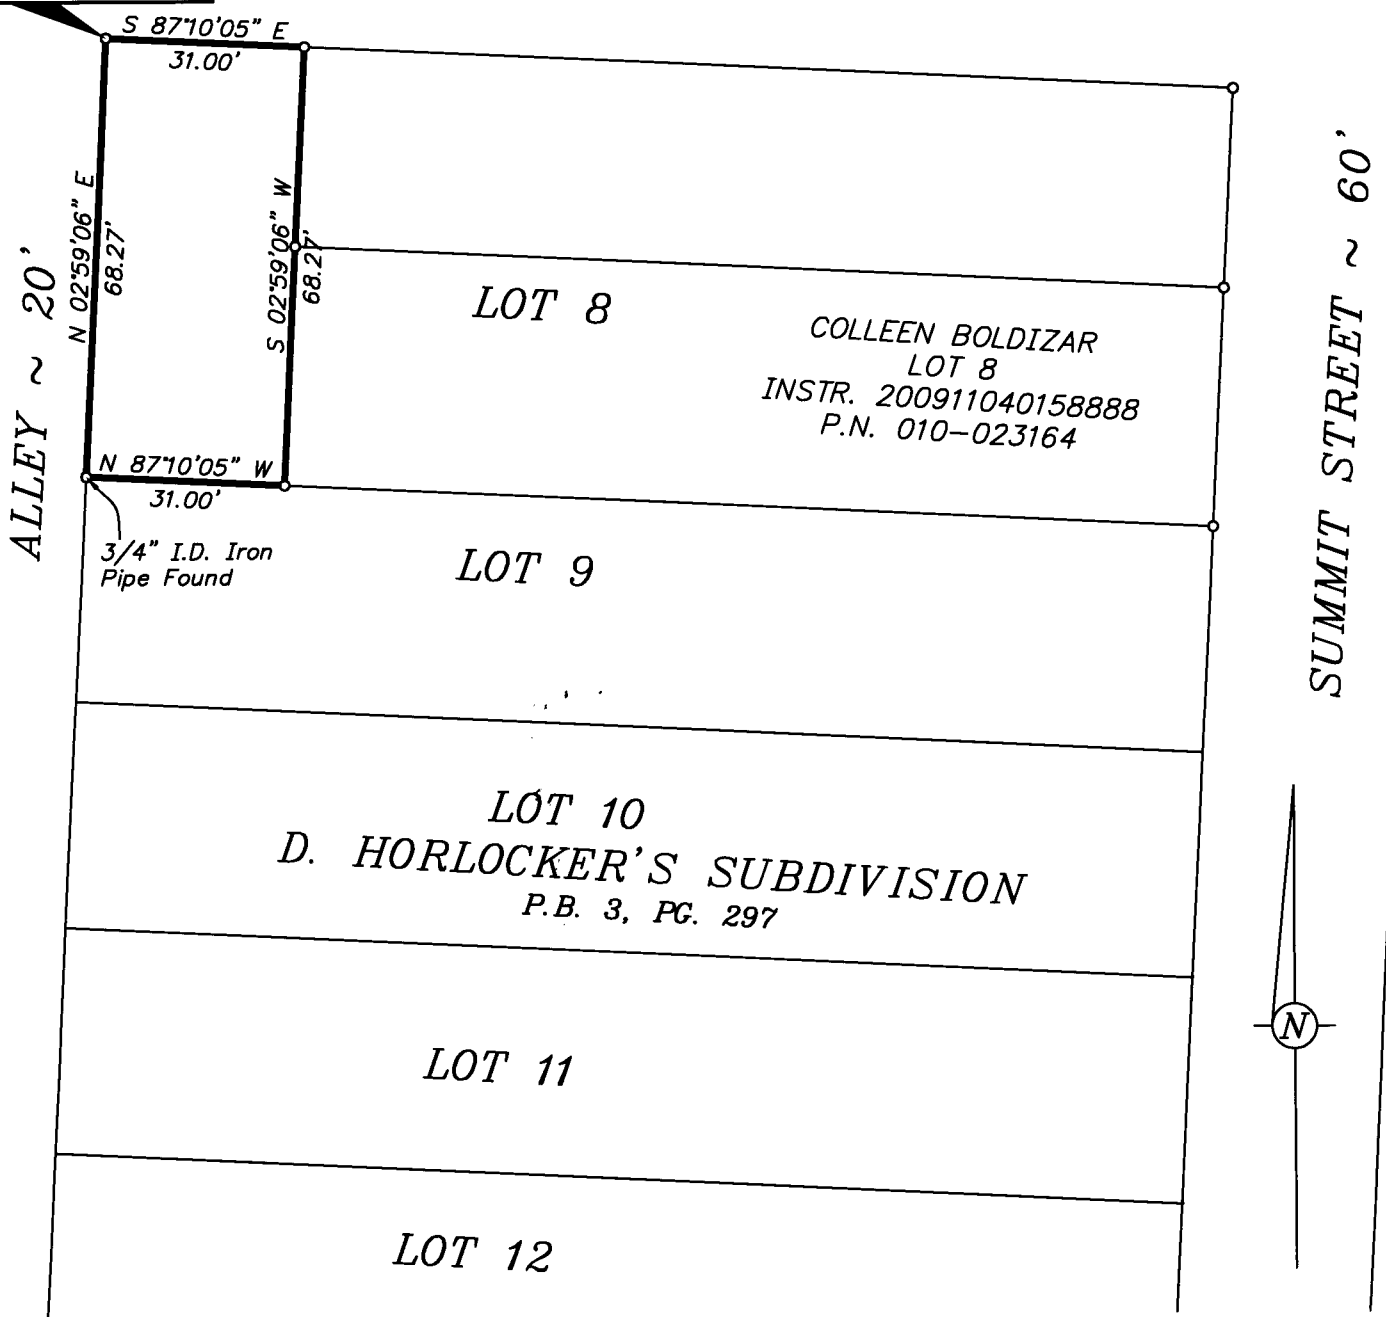 S 87°10'05" E
31.00'
N 02°59'06" E
68.27'
S 02°59'06" W
68.27'
ALLEY ~ 20'
SUMMIT STREET ~ 60'
LOT 8
COLLEEN BOLDIZAR
LOT 8
INSTR. 200911040158888
P.N. 010-023164
N 87°10'05" W
31.00'
3/4" I.D. Iron
Pipe Found
LOT 9
LOT 10
D. HORLOCKER'S SUBDIVISION
P.B. 3, PG. 297
N
LOT 11
LOT 12